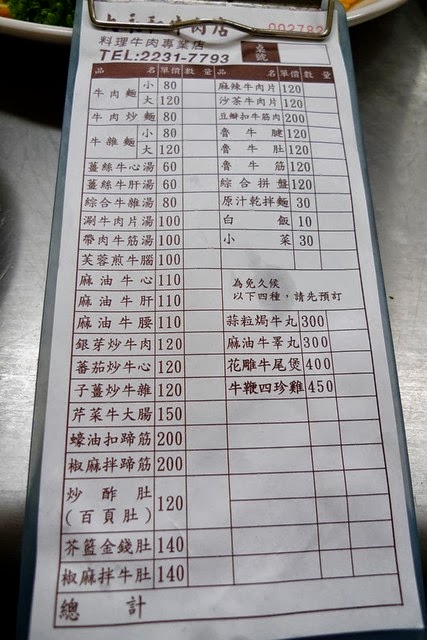 牛肉店
料理牛肉專業店
TEL:2231-7793
002782
桌號
品名 單價 數量 品名 單價 數量
牛肉麵 小 80
大 120
牛肉炒麵 80
牛雜麵 小 80
大 120
薑絲牛心湯 60
薑絲牛肝湯 60
綜合牛雜湯 80
涮牛肉片湯 100
帶肉牛筋湯 100
芙蓉煎牛腦 100
麻油牛心 110
麻油牛肝 110
麻油牛腰 110
銀芽炒牛肉 120
蕃茄炒牛心 120
子薑炒牛雜 120
芹菜牛大腸 150
蠔油扣蹄筋 200
椒麻拌蹄筋 200
炒酢肚
(百頁肚) 120
芥籃金錢肚 140
椒麻拌牛肚 140
總計
麻辣牛肉片 120
沙茶牛肉片 120
豆瓣扣牛筋肉 200
魯牛腱 120
魯牛肚 120
魯牛筋 120
綜合拼盤 120
原汁乾拌麵 30
白飯 10
小菜 30
為免久候
以下四種，請先預訂
蒜粒焗牛丸 300
麻油牛睪丸 300
花雕牛尾煲 400
牛鞭四珍雞 450